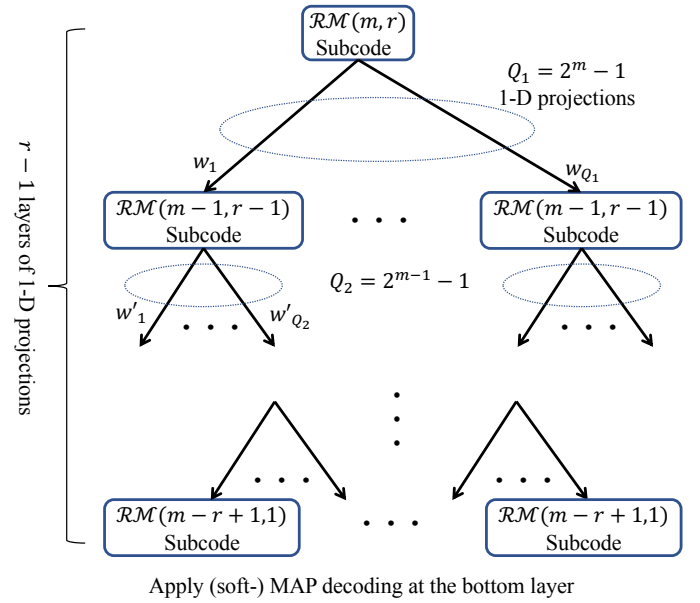 ℛℳ(m, r)
Subcode
Q₁ = 2ᵐ − 1
1-D projections
w₁
w_{Q₁}
r − 1 layers of 1-D projections
ℛℳ(m − 1, r − 1)
Subcode
. . .
ℛℳ(m − 1, r − 1)
Subcode
Q₂ = 2ᵐ⁻¹ − 1
w′₁
. . .
w′_{Q₂}
. . .
. . .
. . .
. . .
ℛℳ(m − r + 1,1)
Subcode
. . .
ℛℳ(m − r + 1,1)
Subcode
Apply (soft-) MAP decoding at the bottom layer